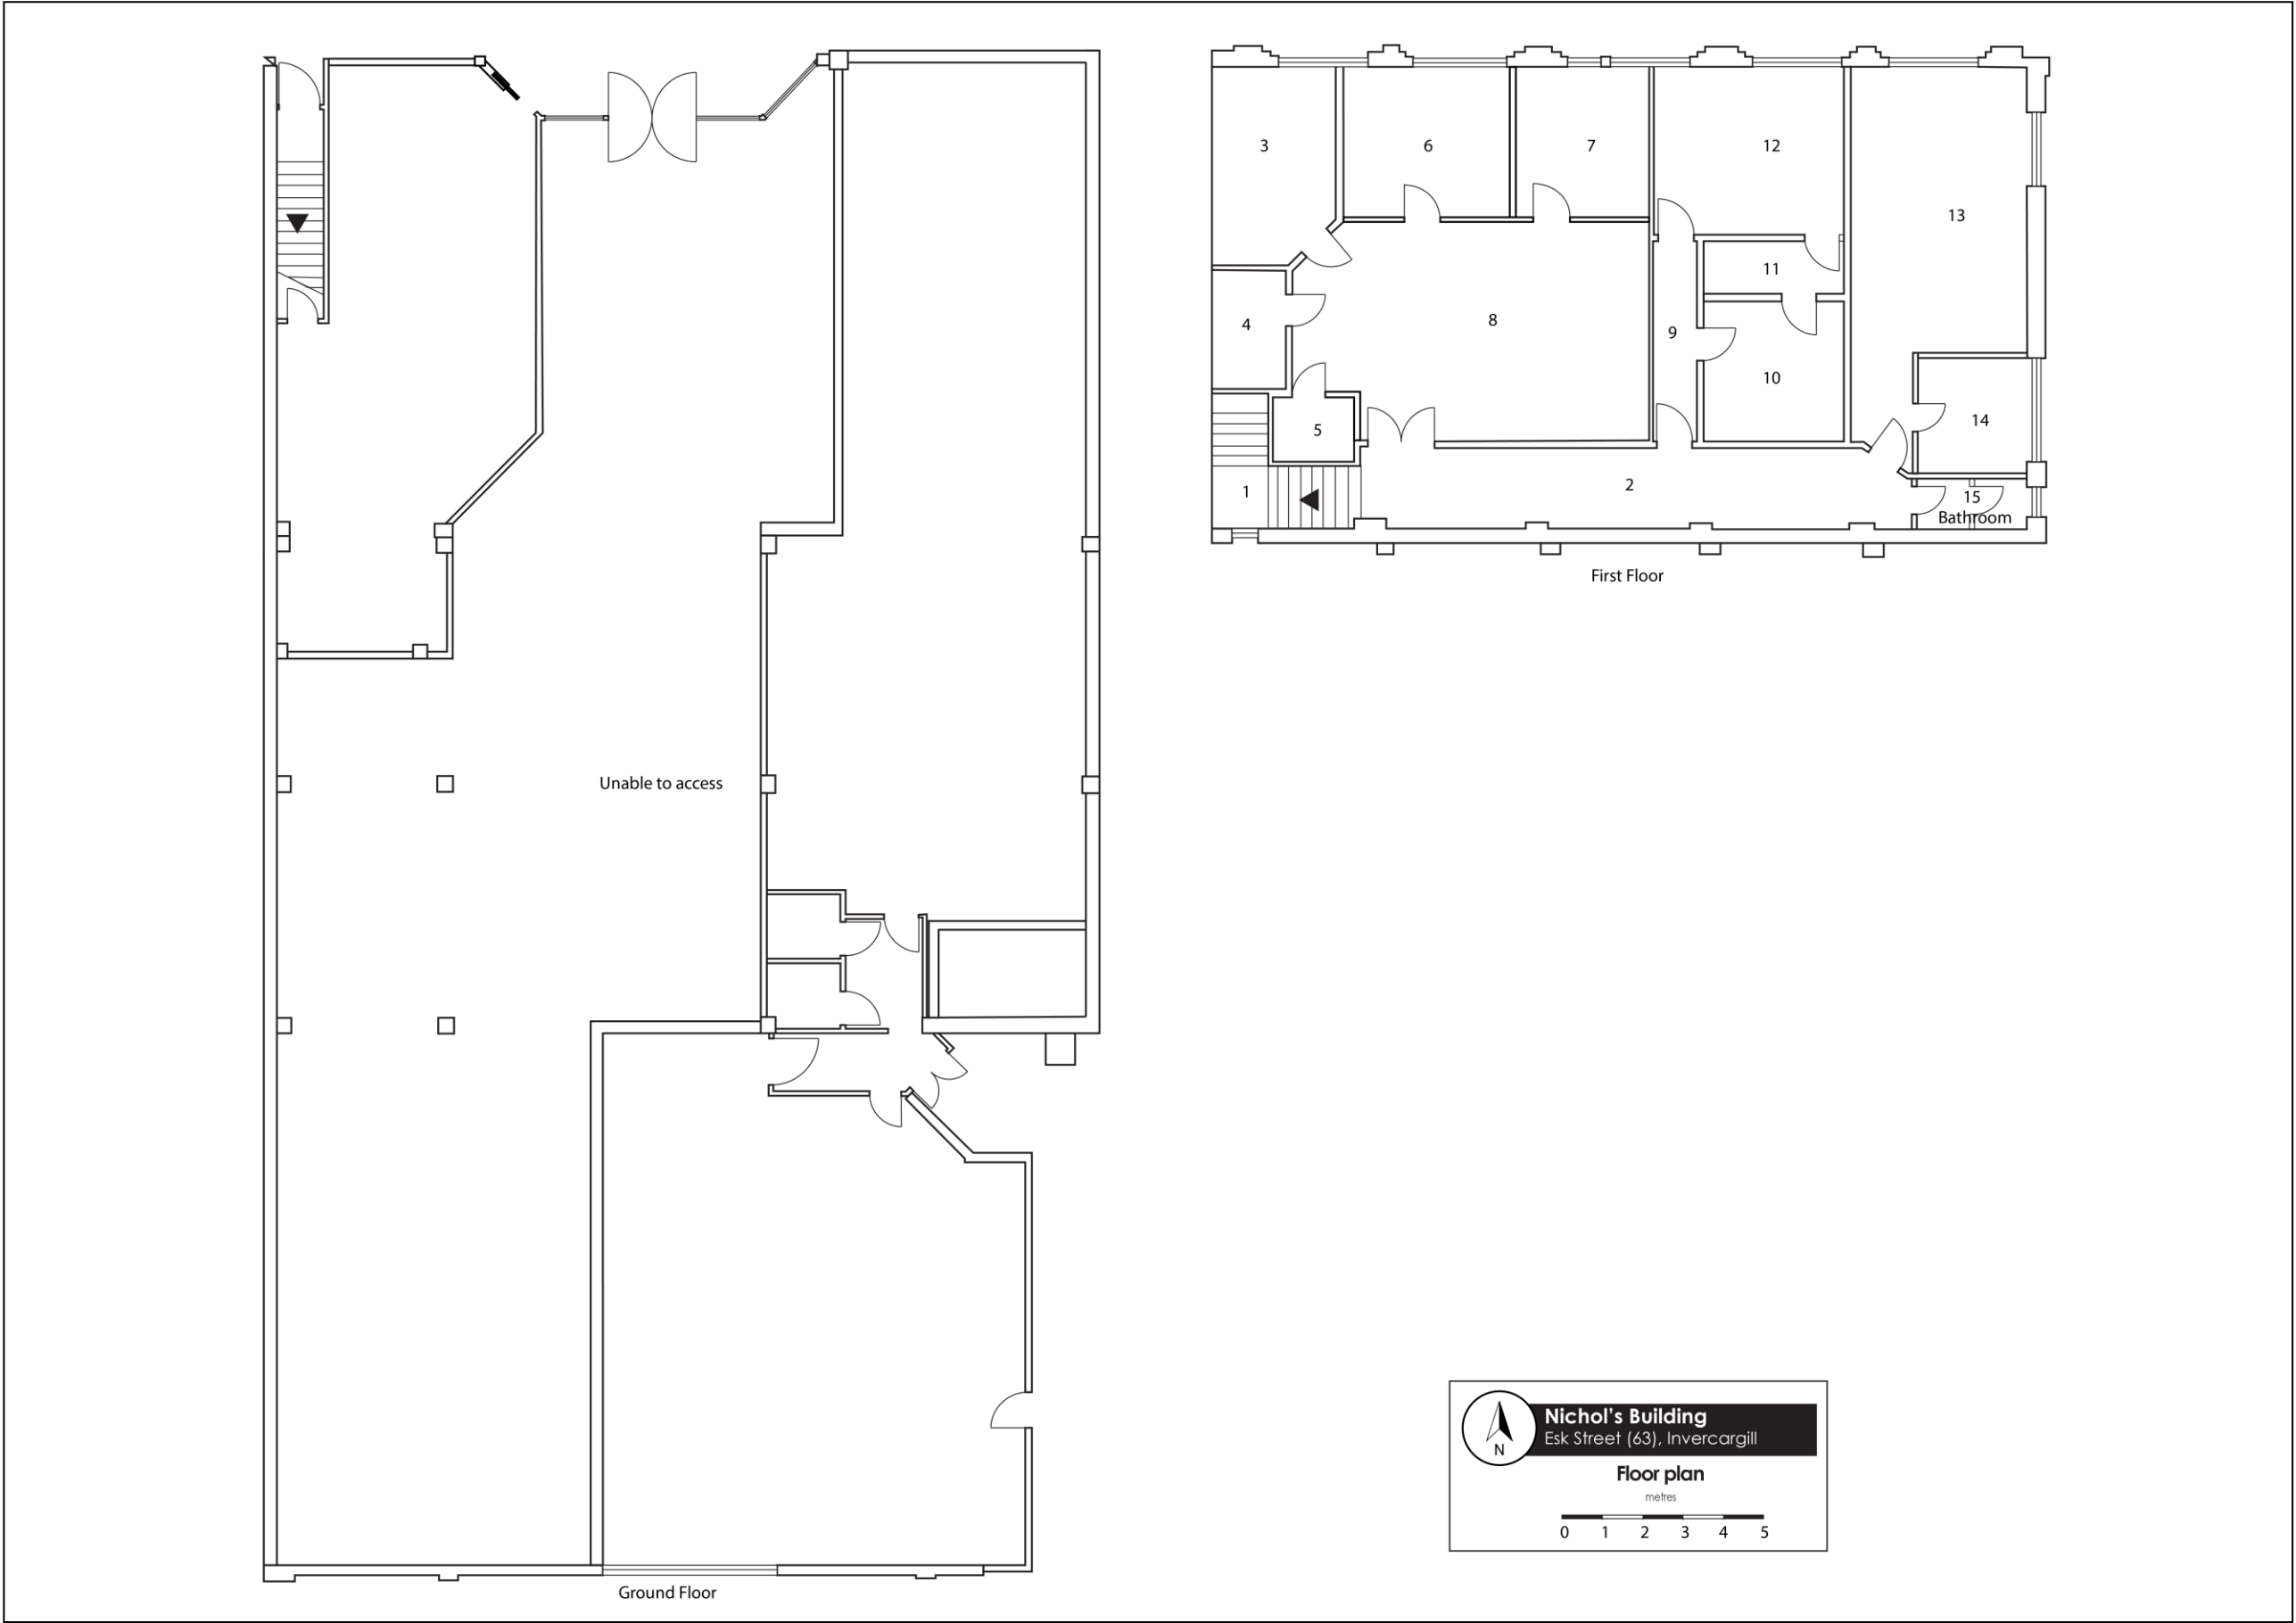 3
6
7
12
13
11
4
8
9
10
14
5
1
2
15
Bathroom
First Floor
Unable to access
Ground Floor
N
Nichol's Building
Esk Street (63), Invercargill
Floor plan
metres
0 1 2 3 4 5